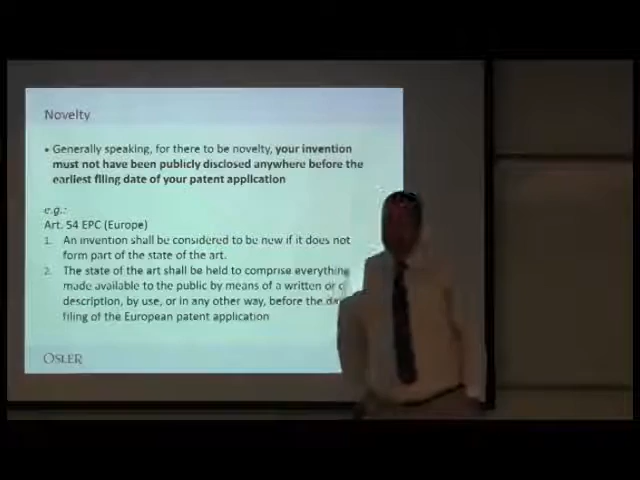 Novelty
• Generally speaking, for there to be novelty, your invention
must not have been publicly disclosed anywhere before the
earliest filing date of your patent application
e.g.:
Art. 54 EPC (Europe)
1. An invention shall be considered to be new if it does not
form part of the state of the art.
2. The state of the art shall be held to comprise everything
made available to the public by means of a written or
description, by use, or in any other way, before the
filing of the European patent application
OSLER